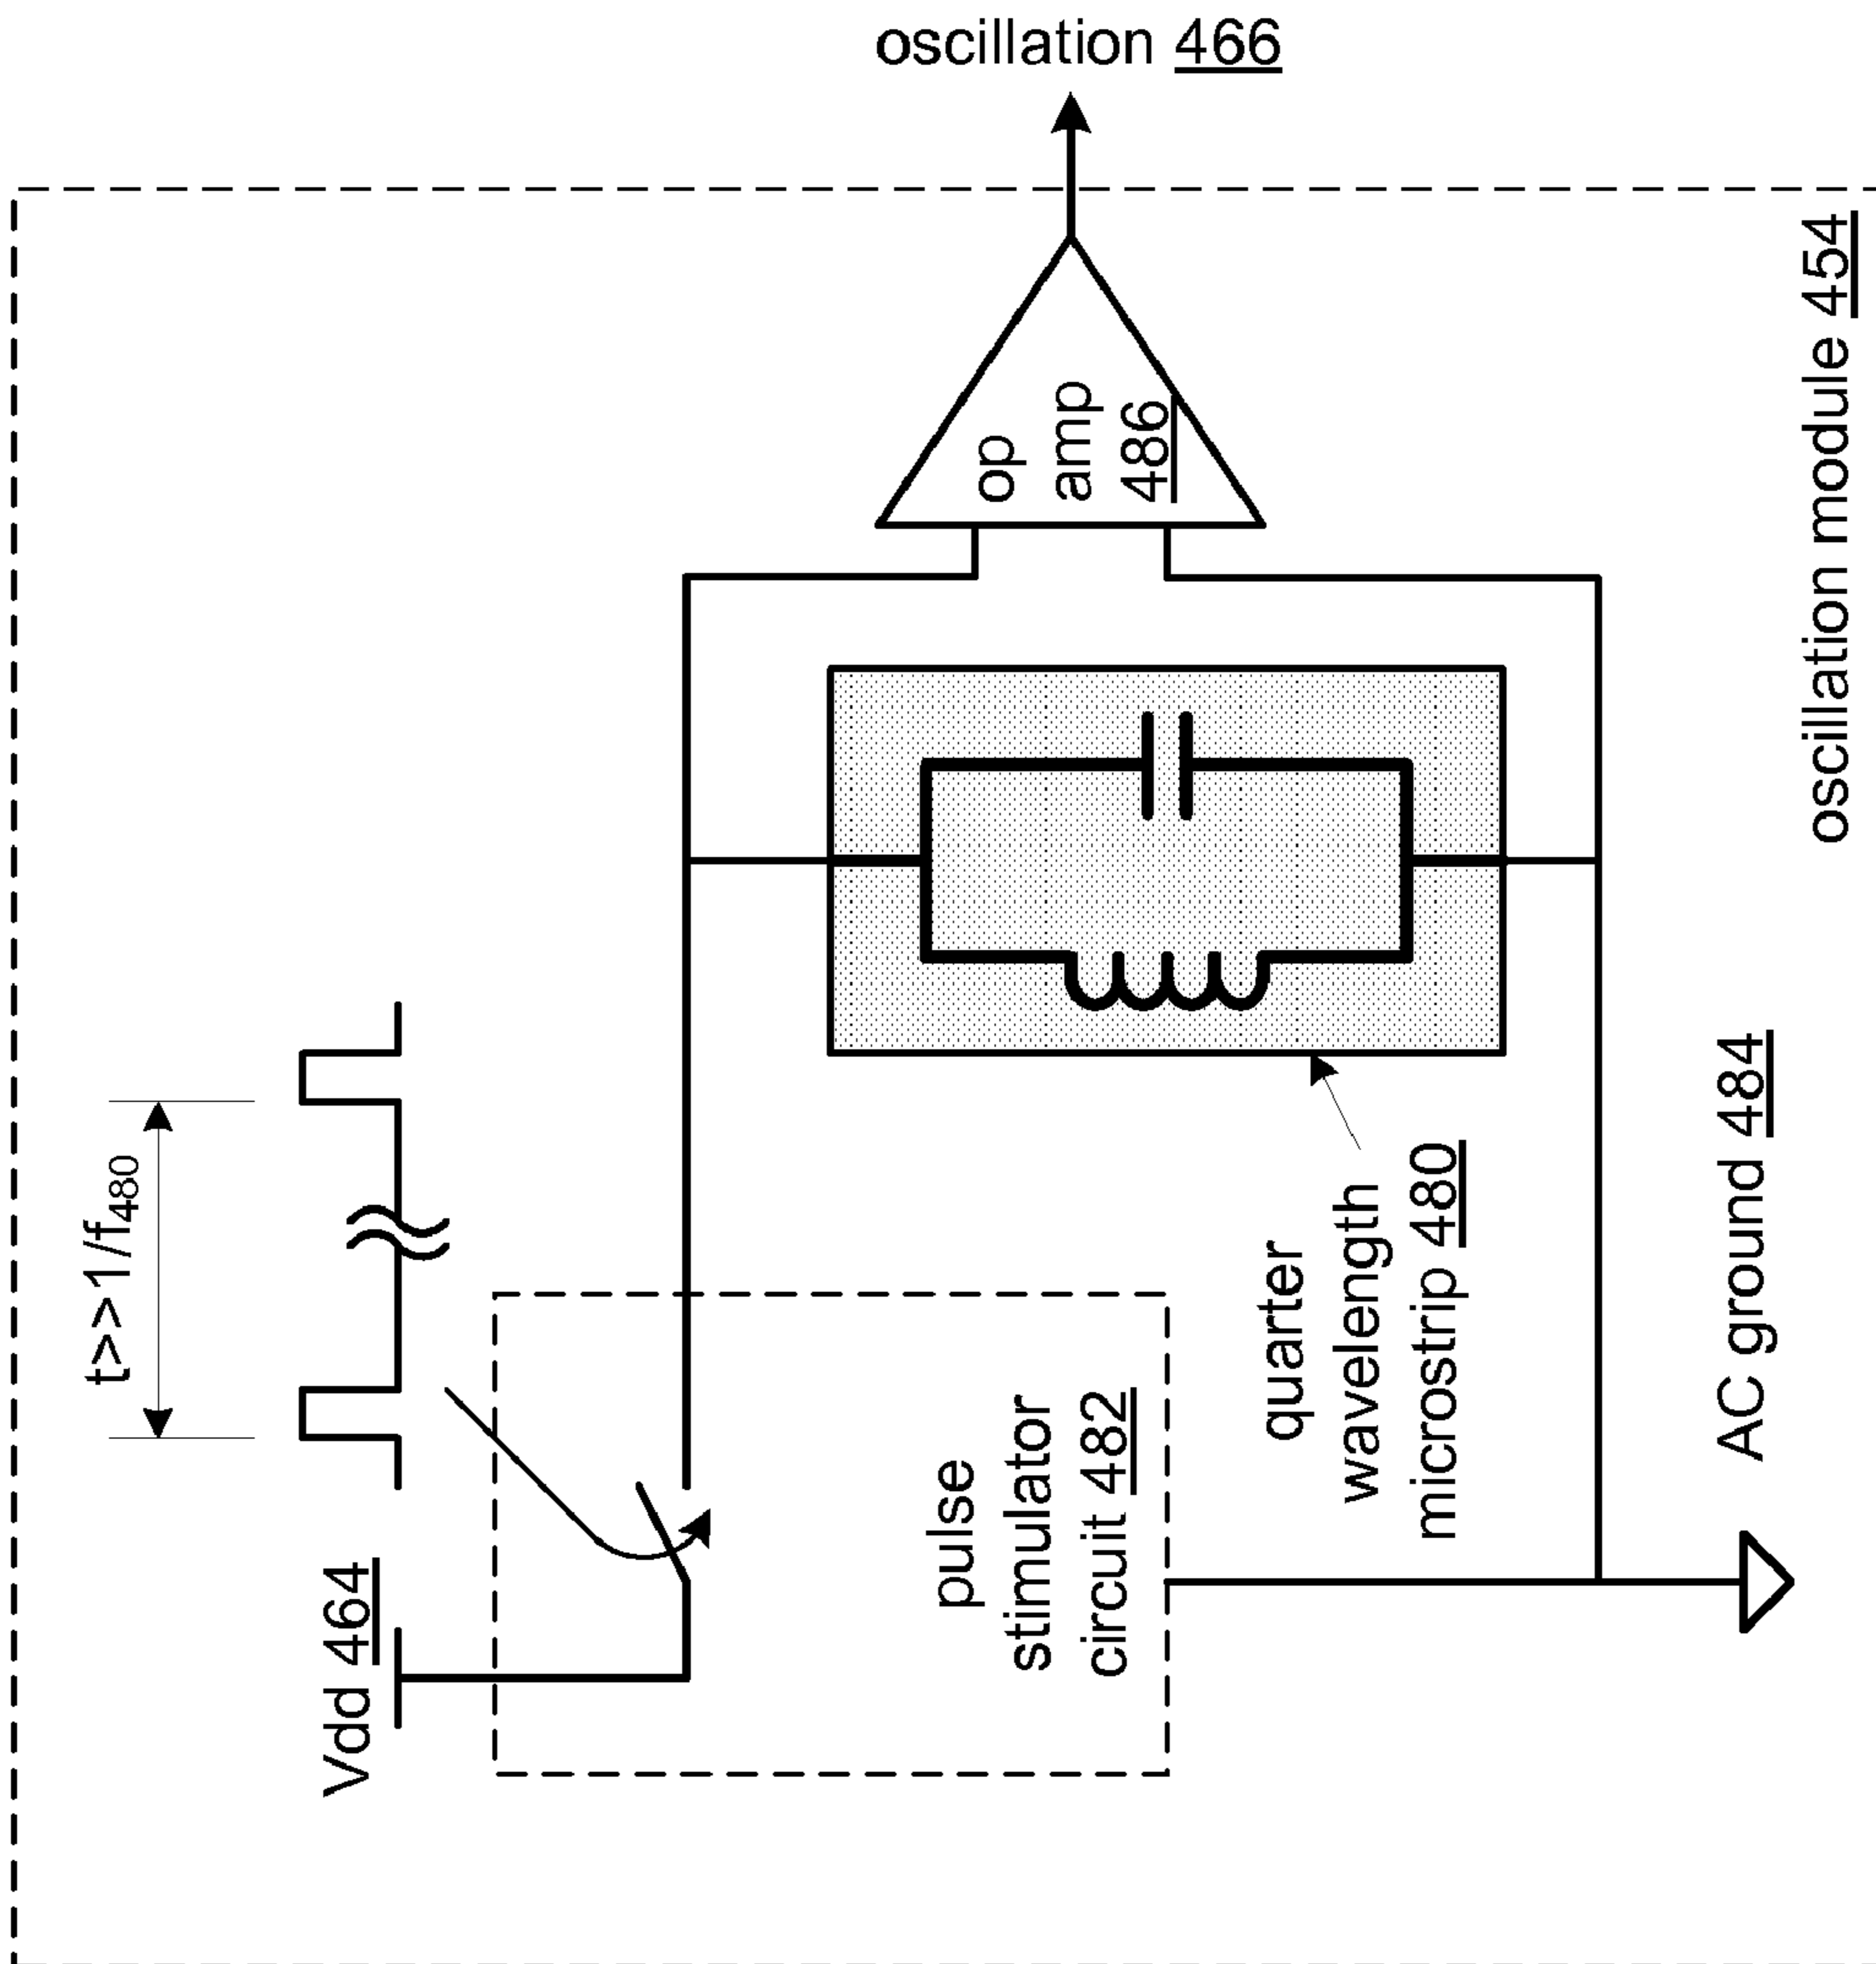 oscillation 466
t>>1/f480
Vdd 464
op
amp
486
pulse
stimulator
circuit 482
quarter
wavelength
microstrip 480
AC ground 484
oscillation module 454